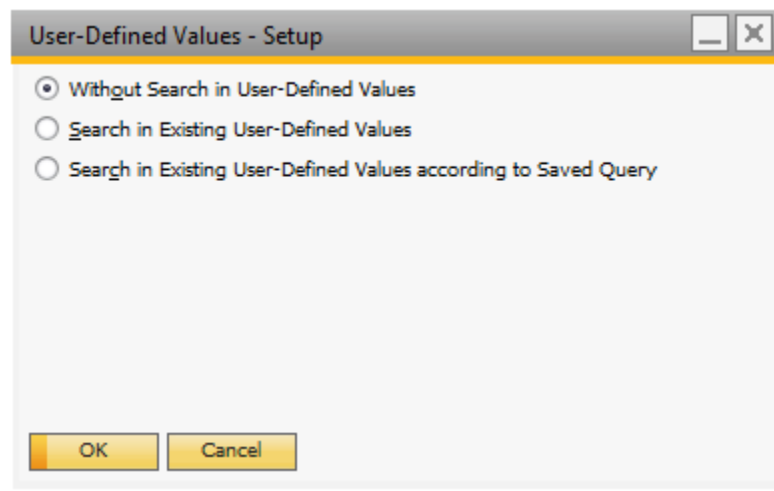 User-Defined Values - Setup
Without Search in User-Defined Values
Search in Existing User-Defined Values
Search in Existing User-Defined Values according to Saved Query
OK Cancel